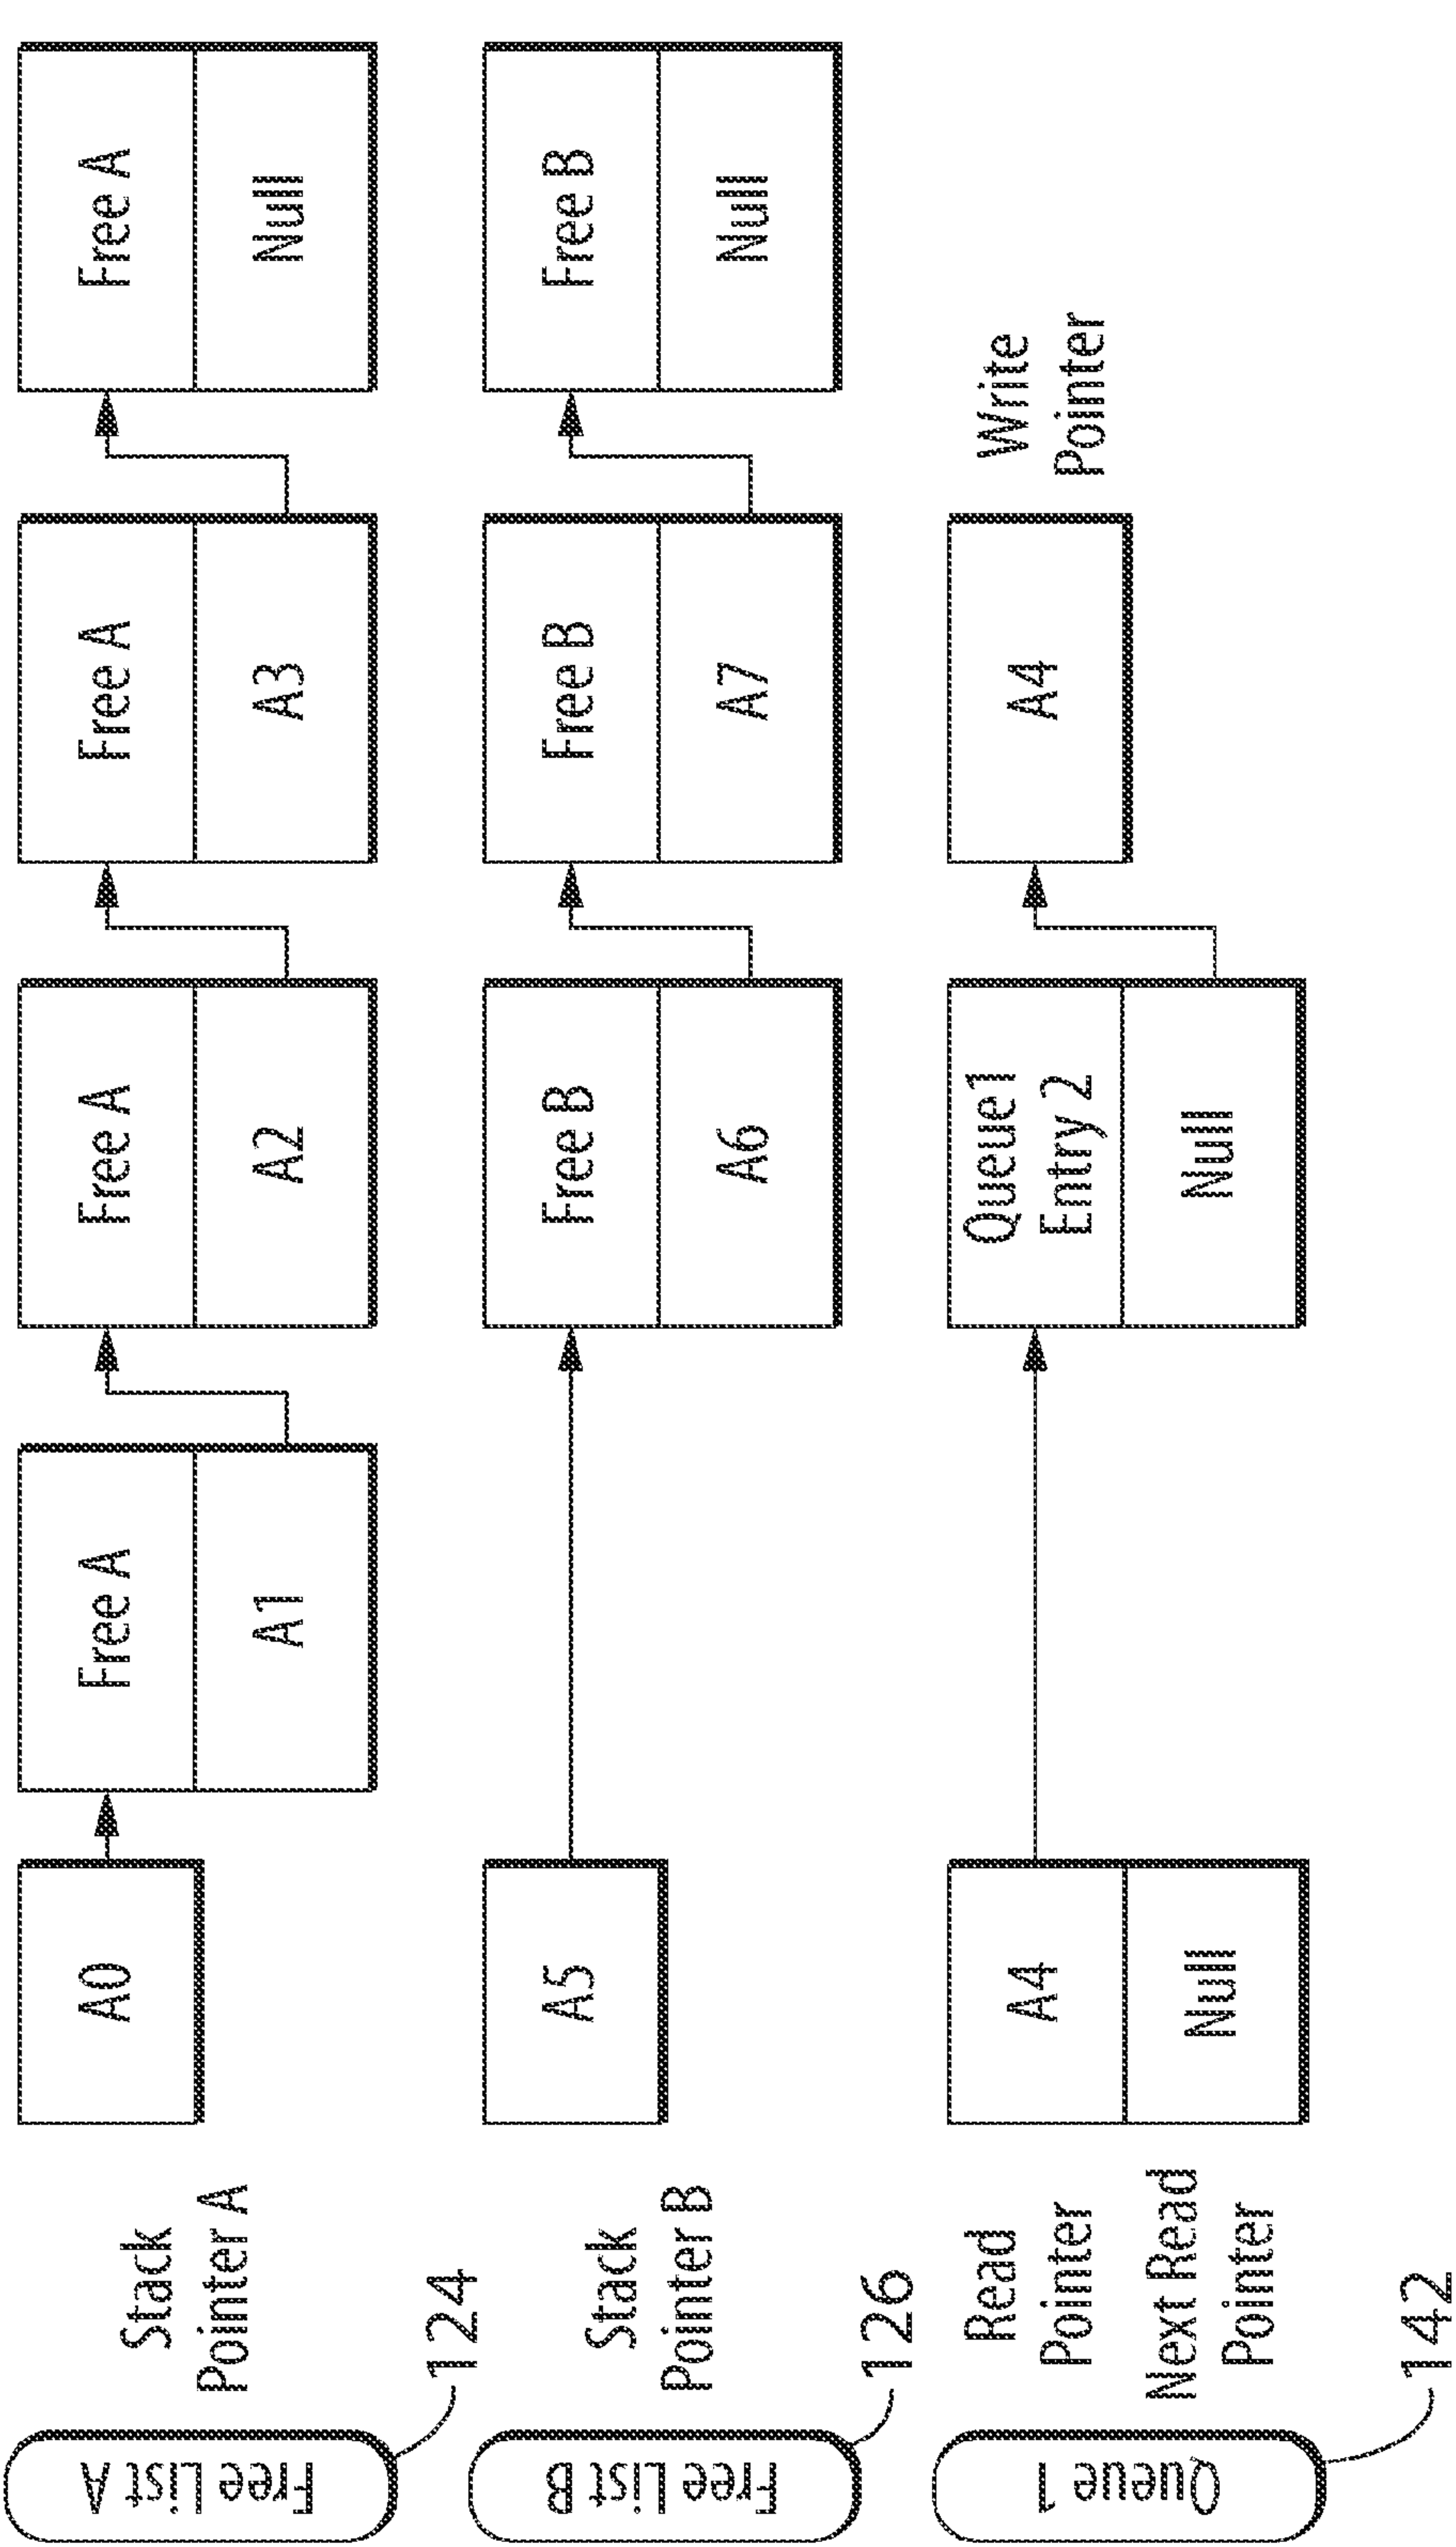 Free List A
124
Stack
Pointer A
A0
Free A
A1
Free A
A2
Free A
A3
Free A
Null
Free List B
126
Stack
Pointer B
A5
Free B
A6
Free B
A7
Free B
Null
Queue 1
142
Read
Pointer
Next Read
Pointer
A4
Null
Queue1
Entry 2
Null
A4
Write
Pointer